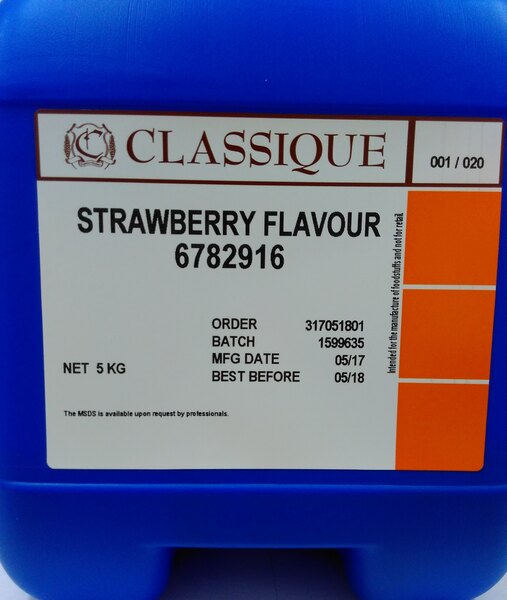 C CLASSIQUE
001 / 020
STRAWBERRY FLAVOUR
6782916
ORDER 317051801
BATCH 1599635
MFG DATE 05/17
BEST BEFORE 05/18
NET 5 KG
The MSDS is available upon request by professionals.
Intended for the manufacture of foodstuffs and not for retail.